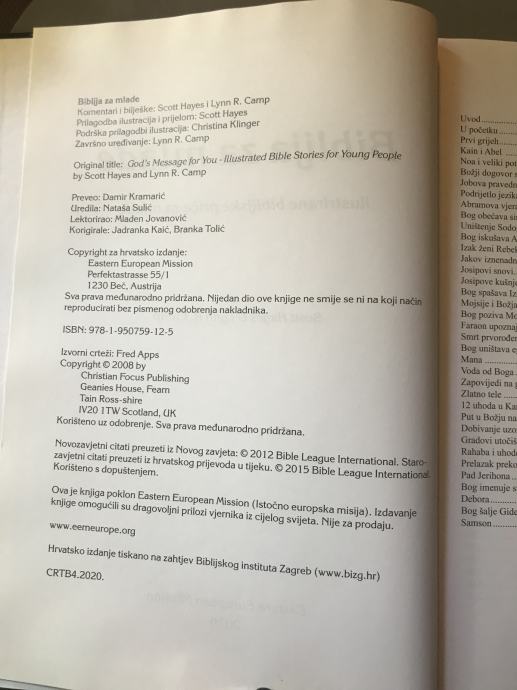 Biblija za mlade
Komentari i bilješke: Scott Hayes i Lynn R. Camp
Prilagodba ilustracija i prijelom: Scott Hayes
Podrška prilagodbi ilustracija: Christina Klinger
Završno uređivanje: Lynn R. Camp
Original title: God's Message for You - Illustrated Bible Stories for Young People
by Scott Hayes and Lynn R. Camp
Preveo: Damir Kramarić
Uredila: Nataša Sulić
Lektorirao: Mladen Jovanović
Korigirale: Jadranka Kaić, Branka Tolić
Copyright za hrvatsko izdanje:
Eastern European Mission
Perfektastrasse 55/1
1230 Beč, Austrija
Sva prava međunarodno pridržana. Nijedan dio ove knjige ne smije se ni na koji način
reproducirati bez pismenog odobrenja nakladnika.
ISBN: 978-1-950759-12-5
Izvorni crteži: Fred Apps
Copyright © 2008 by
Christian Focus Publishing
Geanies House, Fearn
Tain Ross-shire
IV20 1TW Scotland, UK
Korišteno uz odobrenje. Sva prava međunarodno pridržana.
Novozavjetni citati preuzeti iz Novog zavjeta: © 2012 Bible League International. Staro-
zavjetni citati preuzeti iz hrvatskog prijevoda u tijeku. © 2015 Bible League International.
Korišteno s dopuštenjem.
Ova je knjiga poklon Eastern European Mission (Istočno europska misija). Izdavanje
knjige omogućili su dragovoljni prilozi vjernika iz cijelog svijeta. Nije za prodaju.
www.eemeurope.org
Hrvatsko izdanje tiskano na zahtjev Biblijskog instituta Zagreb (www.bizg.hr)
CRTB4.2020.
Uvod
U početku
Prvi grijeh
Kain i Abel
Noa i veliki
Božji dogovor
Jobova
Podrijetlo
Abramova
Bog obećava
Uništenje
Bog iskušava
Izak ženi
Jakov
Josipovi snovi
Josipove
Bog spašava
Mojsije i
Bog poziva
Faraon
Smrt
Bog uništava
Mana
Voda od Boga
Zapovijedi na
Zlatno tele
12 uhoda u
Put u Božju
Dobivanje
Gradovi
Rahaba i
Prelazak
Pad Jerihona
Bog imenuje
Debora
Bog šalje
Samson